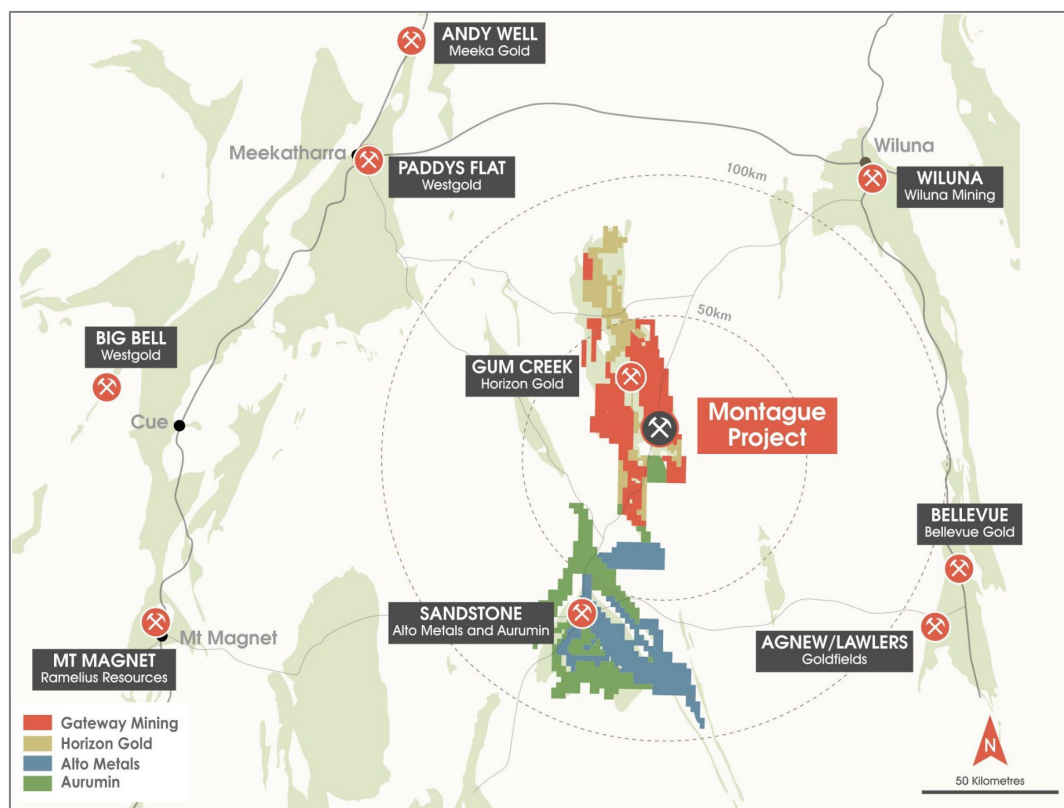 ANDY WELL
Meeka Gold
Meekatharra
PADDYS FLAT
Westgold
Wiluna
WILUNA
Wiluna Mining
100km
50km
BIG BELL
Westgold
GUM CREEK
Horizon Gold
Cue
Montague
Project
BELLEVUE
Bellevue Gold
SANDSTONE
Alto Metals and Aurumin
AGNEW/LAWLERS
Goldfields
Mt Magnet
MT MAGNET
Ramelius Resources
Gateway Mining
Horizon Gold
Alto Metals
Aurumin
N
50 Kilometres